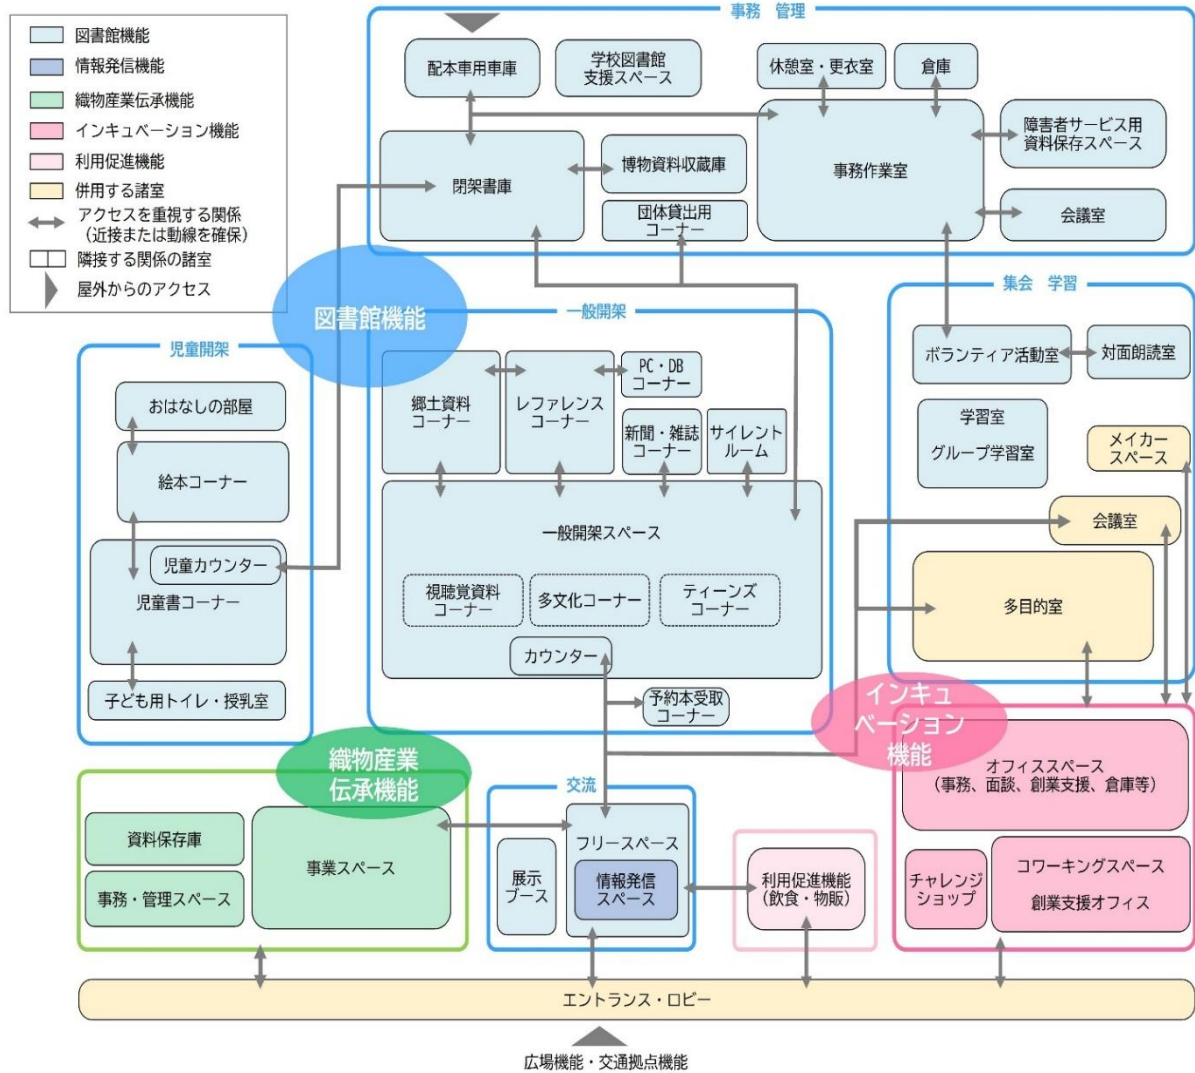 図書館機能
情報発信機能
織物産業伝承機能
インキュベーション機能
利用促進機能
併用する諸室
アクセスを重視する関係
(近接または動線を確保)
隣接する関係の諸室
屋外からのアクセス
事務　管理
配本車用車庫
学校図書館
支援スペース
休憩室・更衣室
倉庫
閉架書庫
博物資料収蔵庫
団体貸出用
コーナー
事務作業室
障害者サービス用
資料保存スペース
会議室
図書館機能
児童開架
おはなしの部屋
絵本コーナー
児童カウンター
児童書コーナー
子ども用トイレ・授乳室
一般開架
郷土資料
コーナー
レファレンス
コーナー
PC・DB
コーナー
新聞・雑誌
コーナー
サイレント
ルーム
一般開架スペース
視聴覚資料
コーナー
多文化コーナー
ティーンズ
コーナー
カウンター
予約本受取
コーナー
集会　学習
ボランティア活動室
対面朗読室
学習室
グループ学習室
メイカー
スペース
会議室
多目的室
織物産業
伝承機能
資料保存庫
事務・管理スペース
事業スペース
交流
展示
ブース
フリースペース
情報発信
スペース
利用促進機能
(飲食・物販)
インキュ
ベーション
機能
オフィススペース
(事務、面談、創業支援、倉庫等)
チャレンジ
ショップ
コワーキングスペース
創業支援オフィス
エントランス・ロビー
広場機能・交通拠点機能